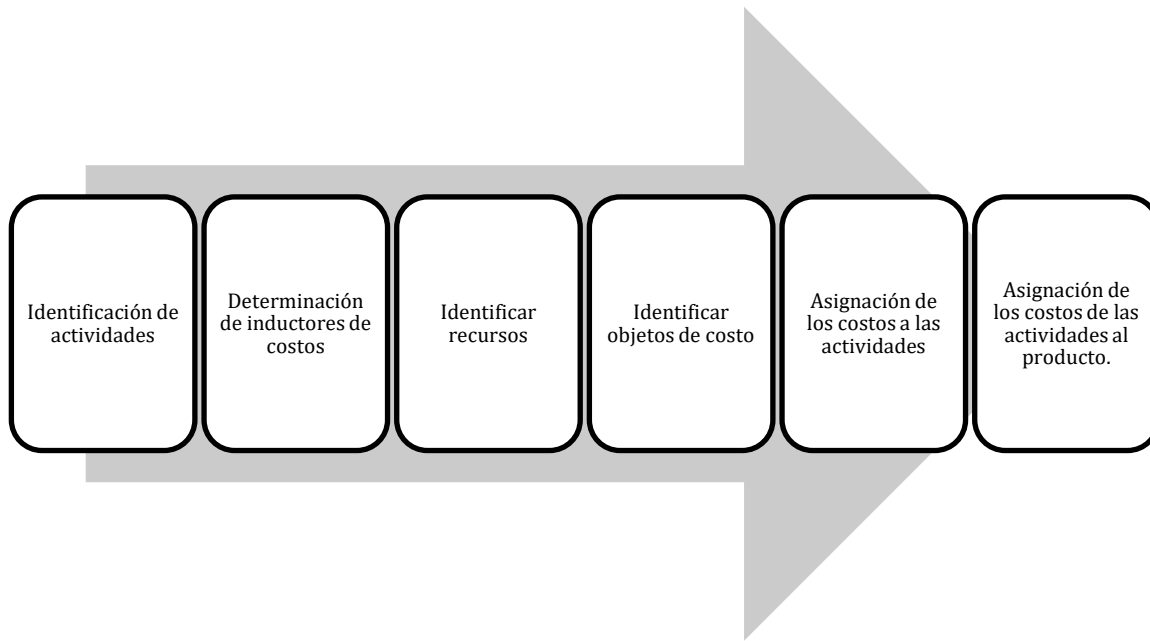 Identificación de
actividades
Determinación
de inductores de
costos
Identificar
recursos
Identificar
objetos de costo
Asignación de
los costos a las
actividades
Asignación de
los costos de las
actividades al
producto.